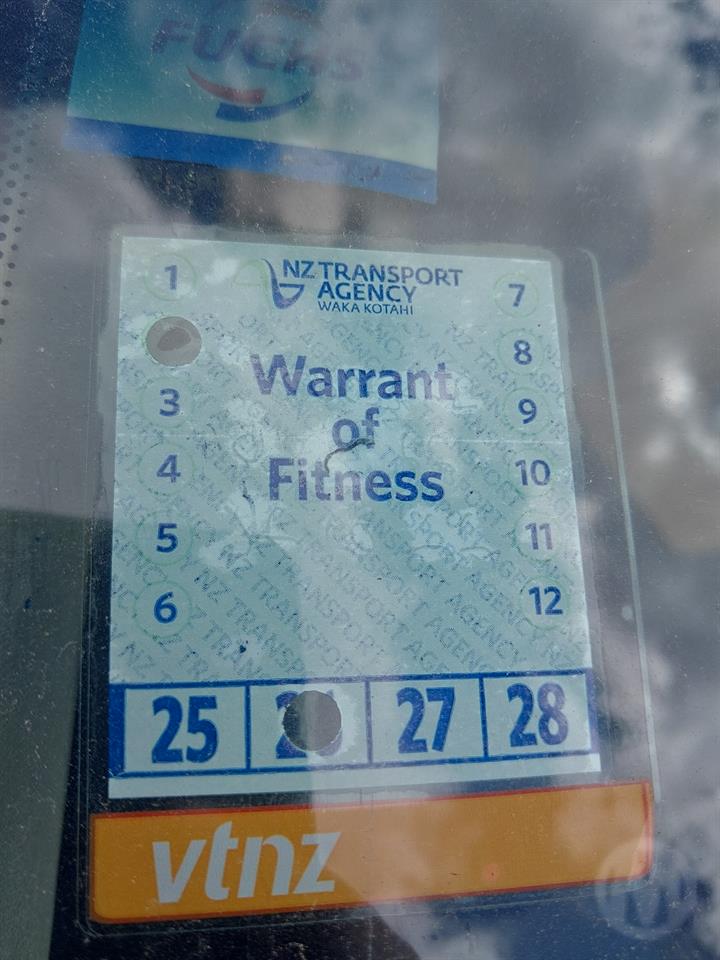 FUCHS
NZ TRANSPORT
AGENCY
WAKA KOTAHI
1
7
8
Warrant
of
Fitness
3
9
4
10
5
11
6
12
25
27
28
vtnz